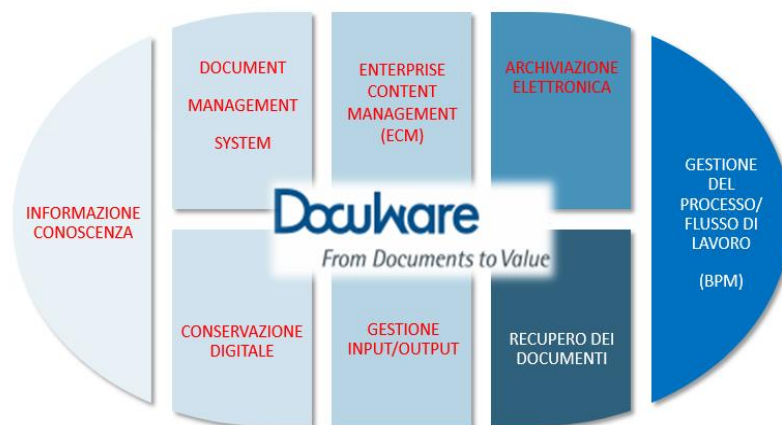 DOCUMENT
MANAGEMENT
SYSTEM
ENTERPRISE
CONTENT
MANAGEMENT
(ECM)
ARCHIVIAZIONE
ELETTRONICA
INFORMAZIONE
CONOSCENZA
GESTIONE
DEL
PROCESSO/
FLUSSO DI
LAVORO
(BPM)
DocuWare
From Documents to Value
CONSERVAZIONE
DIGITALE
GESTIONE
INPUT/OUTPUT
RECUPERO DEI
DOCUMENTI